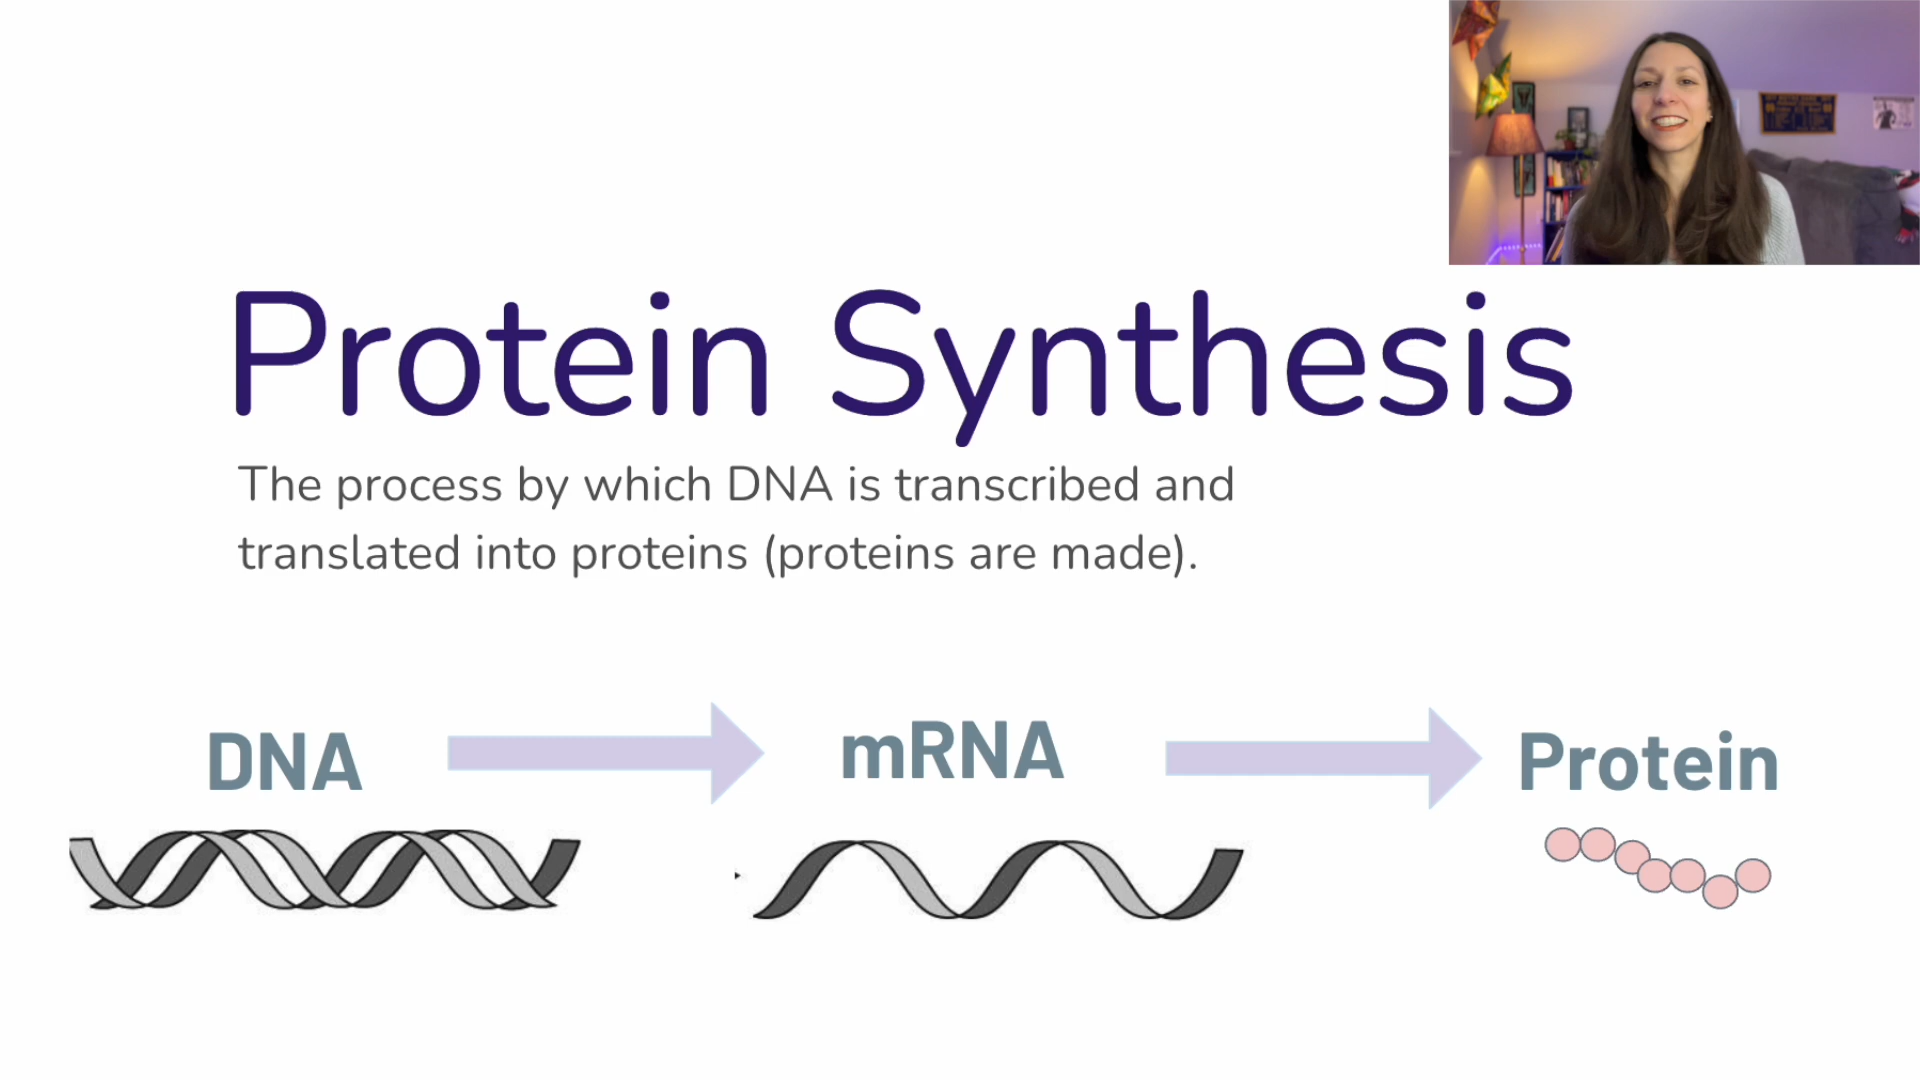 Protein Synthesis
The process by which DNA is transcribed and
translated into proteins (proteins are made).
DNA
mRNA
Protein